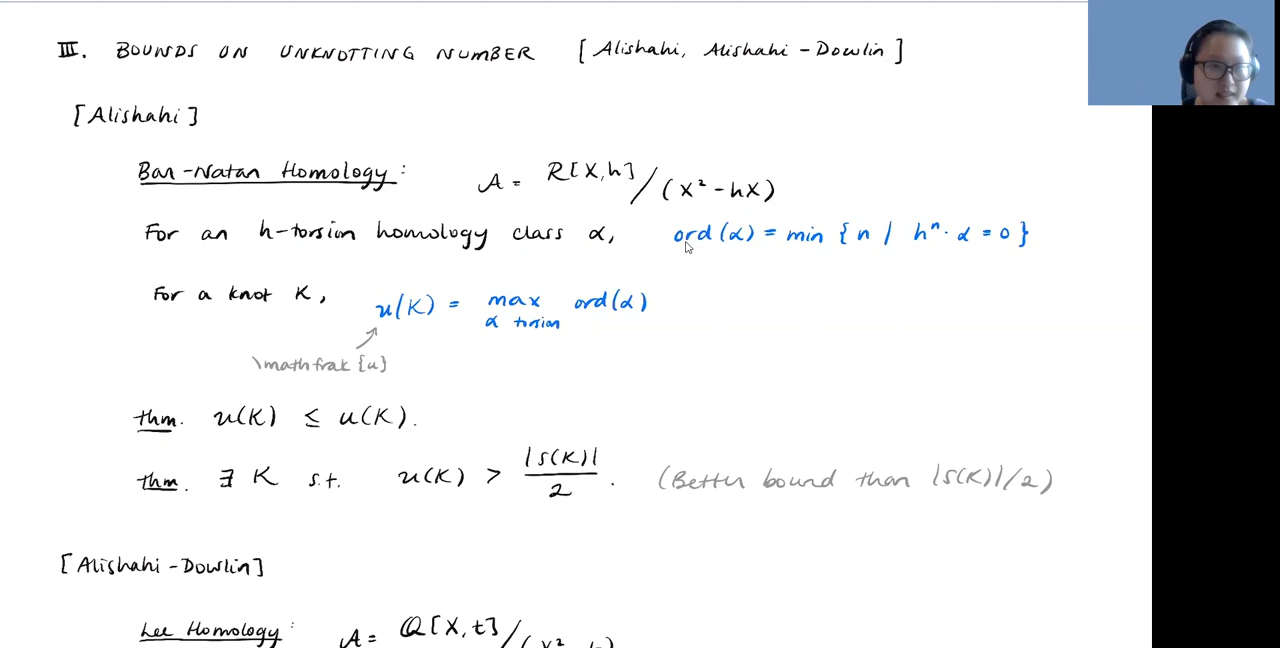 III. BOUNDS ON UNKNOTTING NUMBER [Alishahi, Alishahi-Dowlin]
[Alishahi]
Bar-Natan Homology: A = R[X,h]/(X²-hX)
For an h-torsion homology class α, ord(α) = min {n | hⁿ·α = 0}
For a knot K, 𝔲(K) = max ord(α)
α torsion
\mathfrak{u}
thm. 𝔲(K) ≤ u(K).
thm. ∃ K s.t. 𝔲(K) > |s(K)|/2. (Better bound than |s(K)|/2)
[Alishahi-Dowlin]
Lee Homology: A = Q[X,t]/(X²-t)